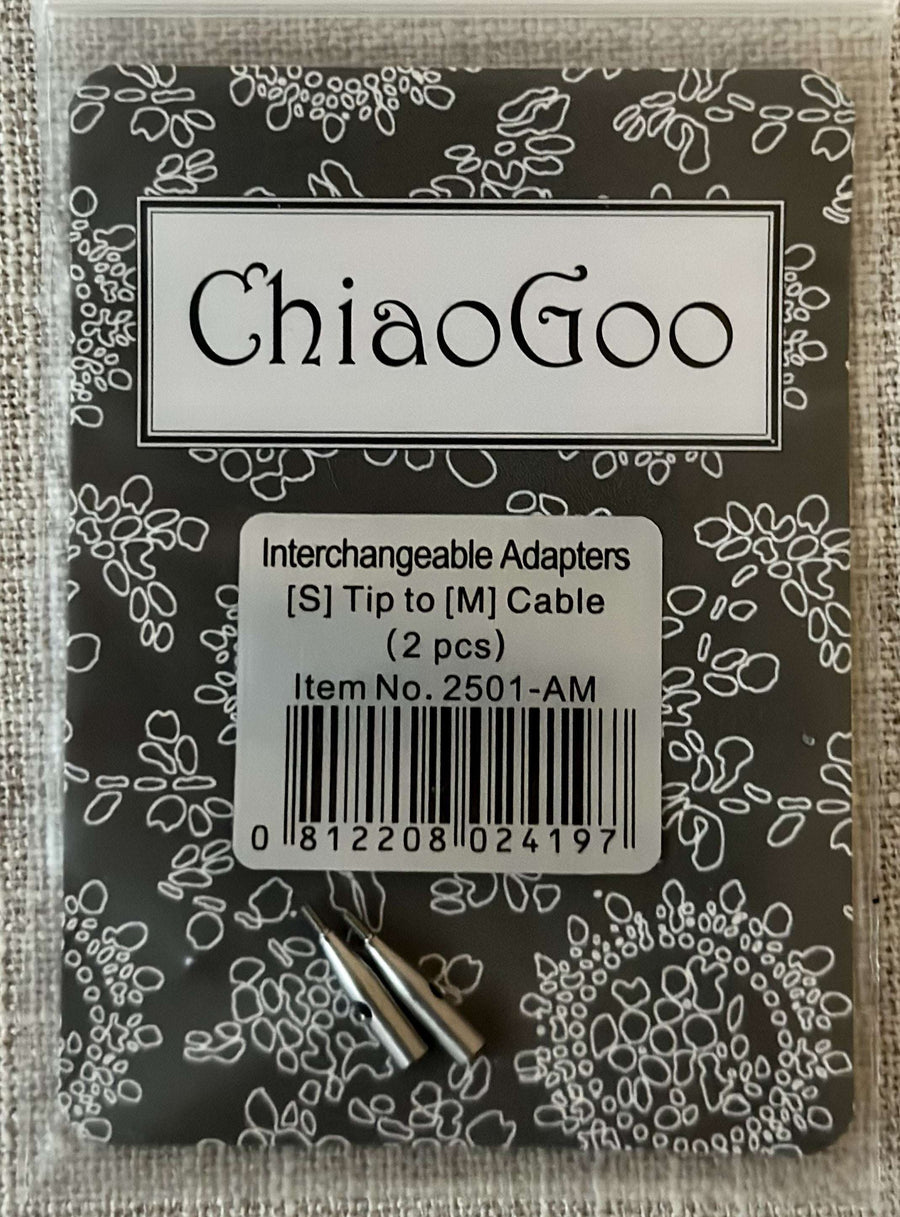 ChiaoGoo
Interchangeable Adapters
[S] Tip to [M] Cable
(2 pcs)
Item No. 2501-AM
0 812208 024197